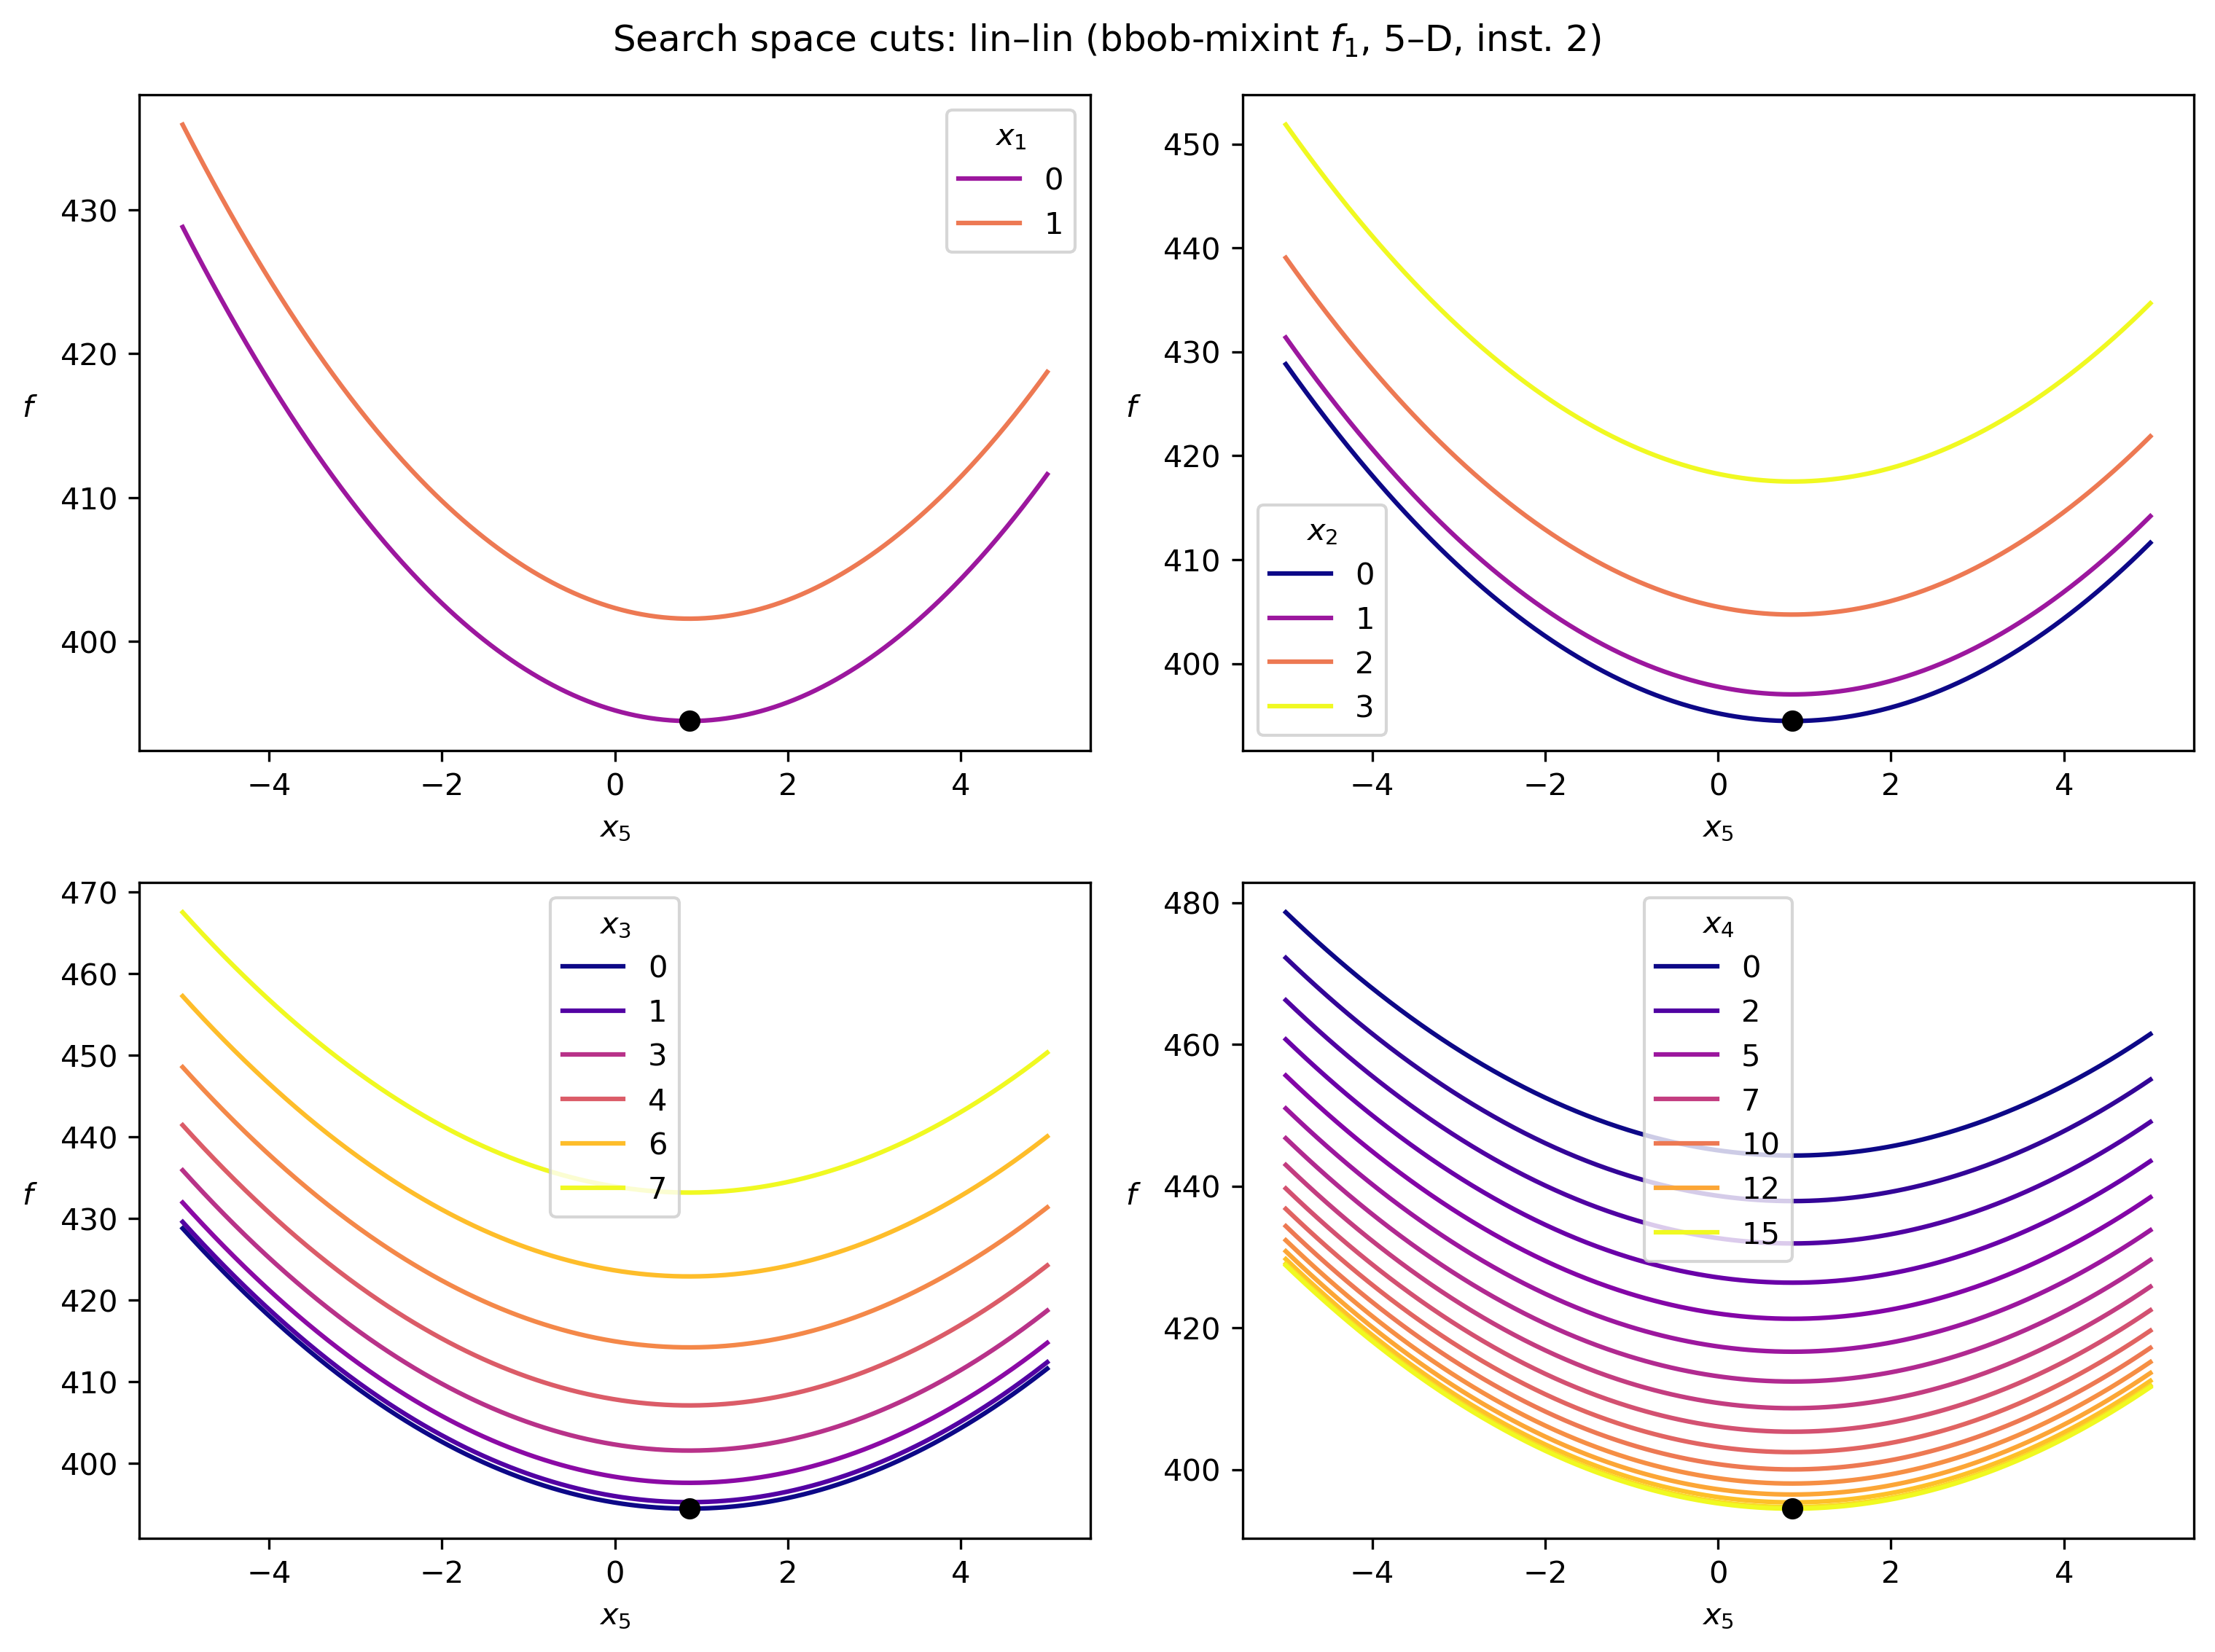 Search space cuts: lin–lin (bbob-mixint f₁, 5–D, inst. 2)
430
420
410
400
f
x₁
0
1
−4 −2 0 2 4
x₅
450
440
430
420
410
400
f
x₂
0
1
2
3
−4 −2 0 2 4
x₅
470
460
450
440
430
420
410
400
f
x₃
0
1
3
4
6
7
−4 −2 0 2 4
x₅
480
460
440
420
400
f
x₄
0
2
5
7
10
12
15
−4 −2 0 2 4
x₅